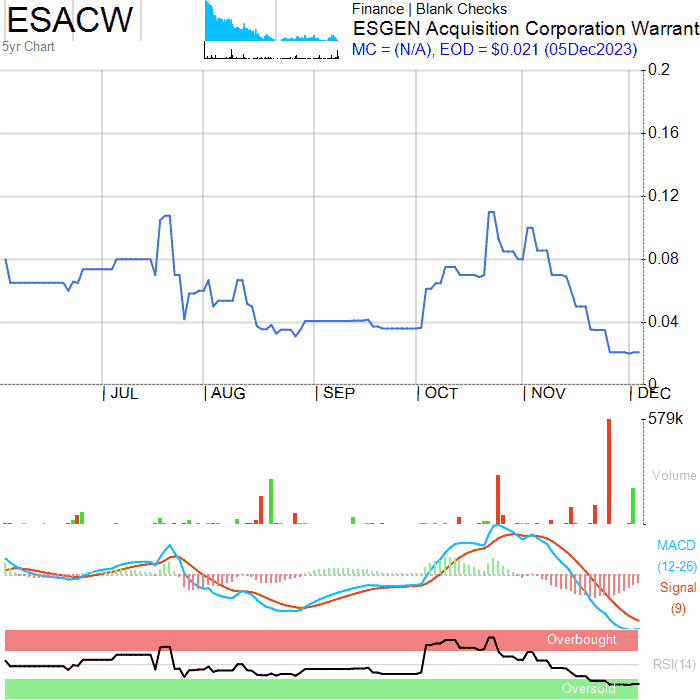 ESACW
5yr Chart
Finance | Blank Checks
ESGEN Acquisition Corporation Warrant
MC = (N/A), EOD = $0.021 (05Dec2023)
0.2
0.16
0.12
0.08
0.04
0
JUL
AUG
SEP
OCT
NOV
DEC
579k
Volume
MACD
(12-26)
Signal
(9)
Overbought
RSI(14)
Oversold